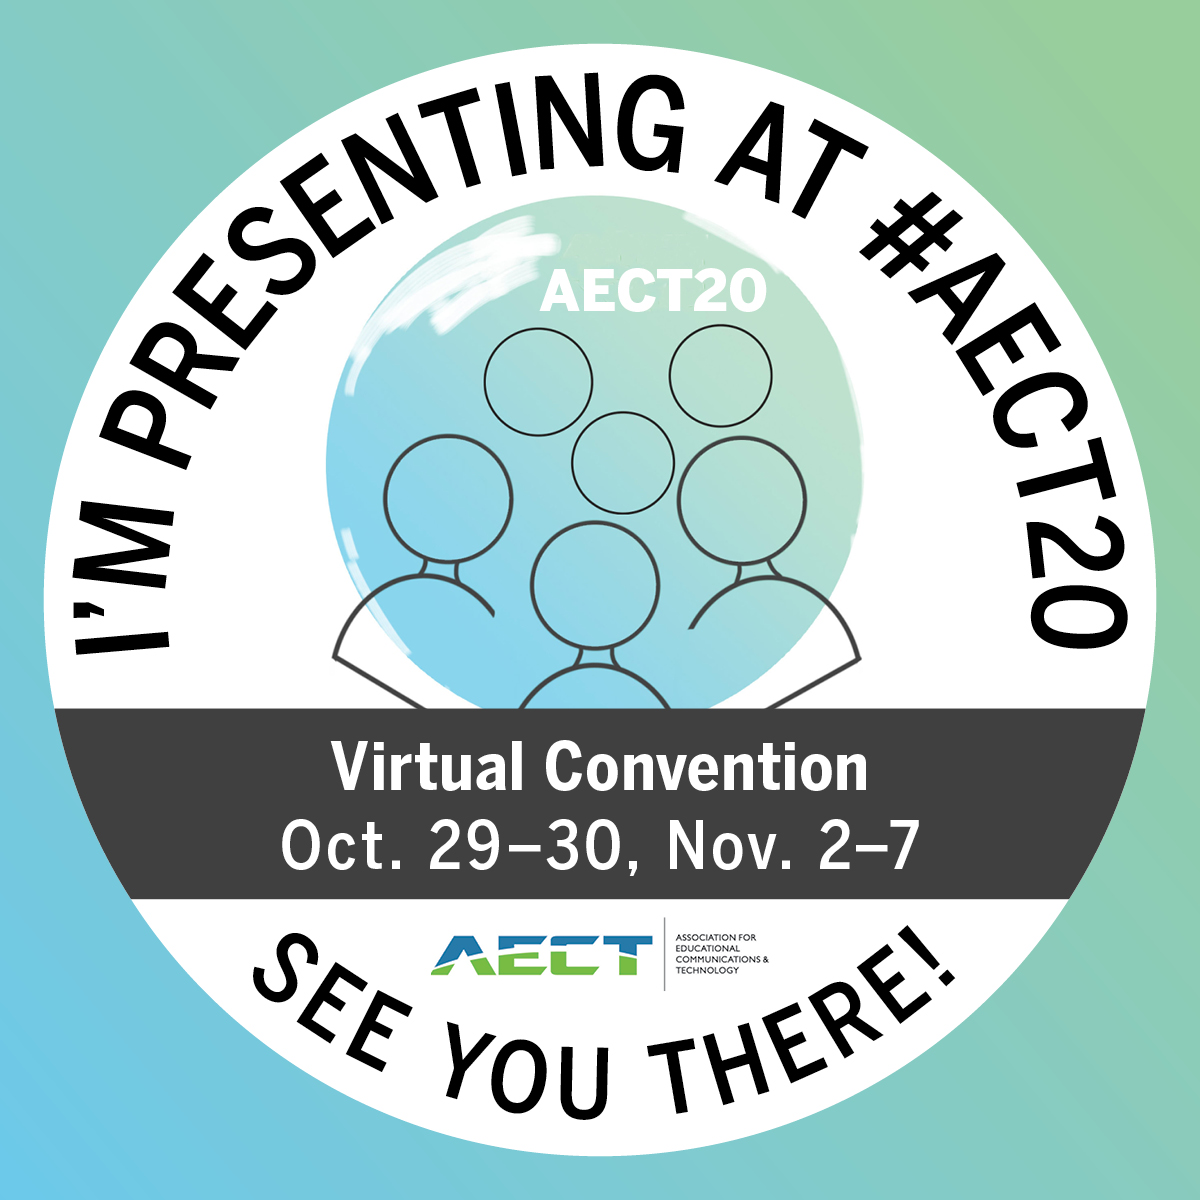 I'M PRESENTING AT #AECT20
AECT20
Virtual Convention
Oct. 29–30, Nov. 2–7
AECT
ASSOCIATION FOR
EDUCATIONAL
COMMUNICATIONS &
TECHNOLOGY
SEE YOU THERE!